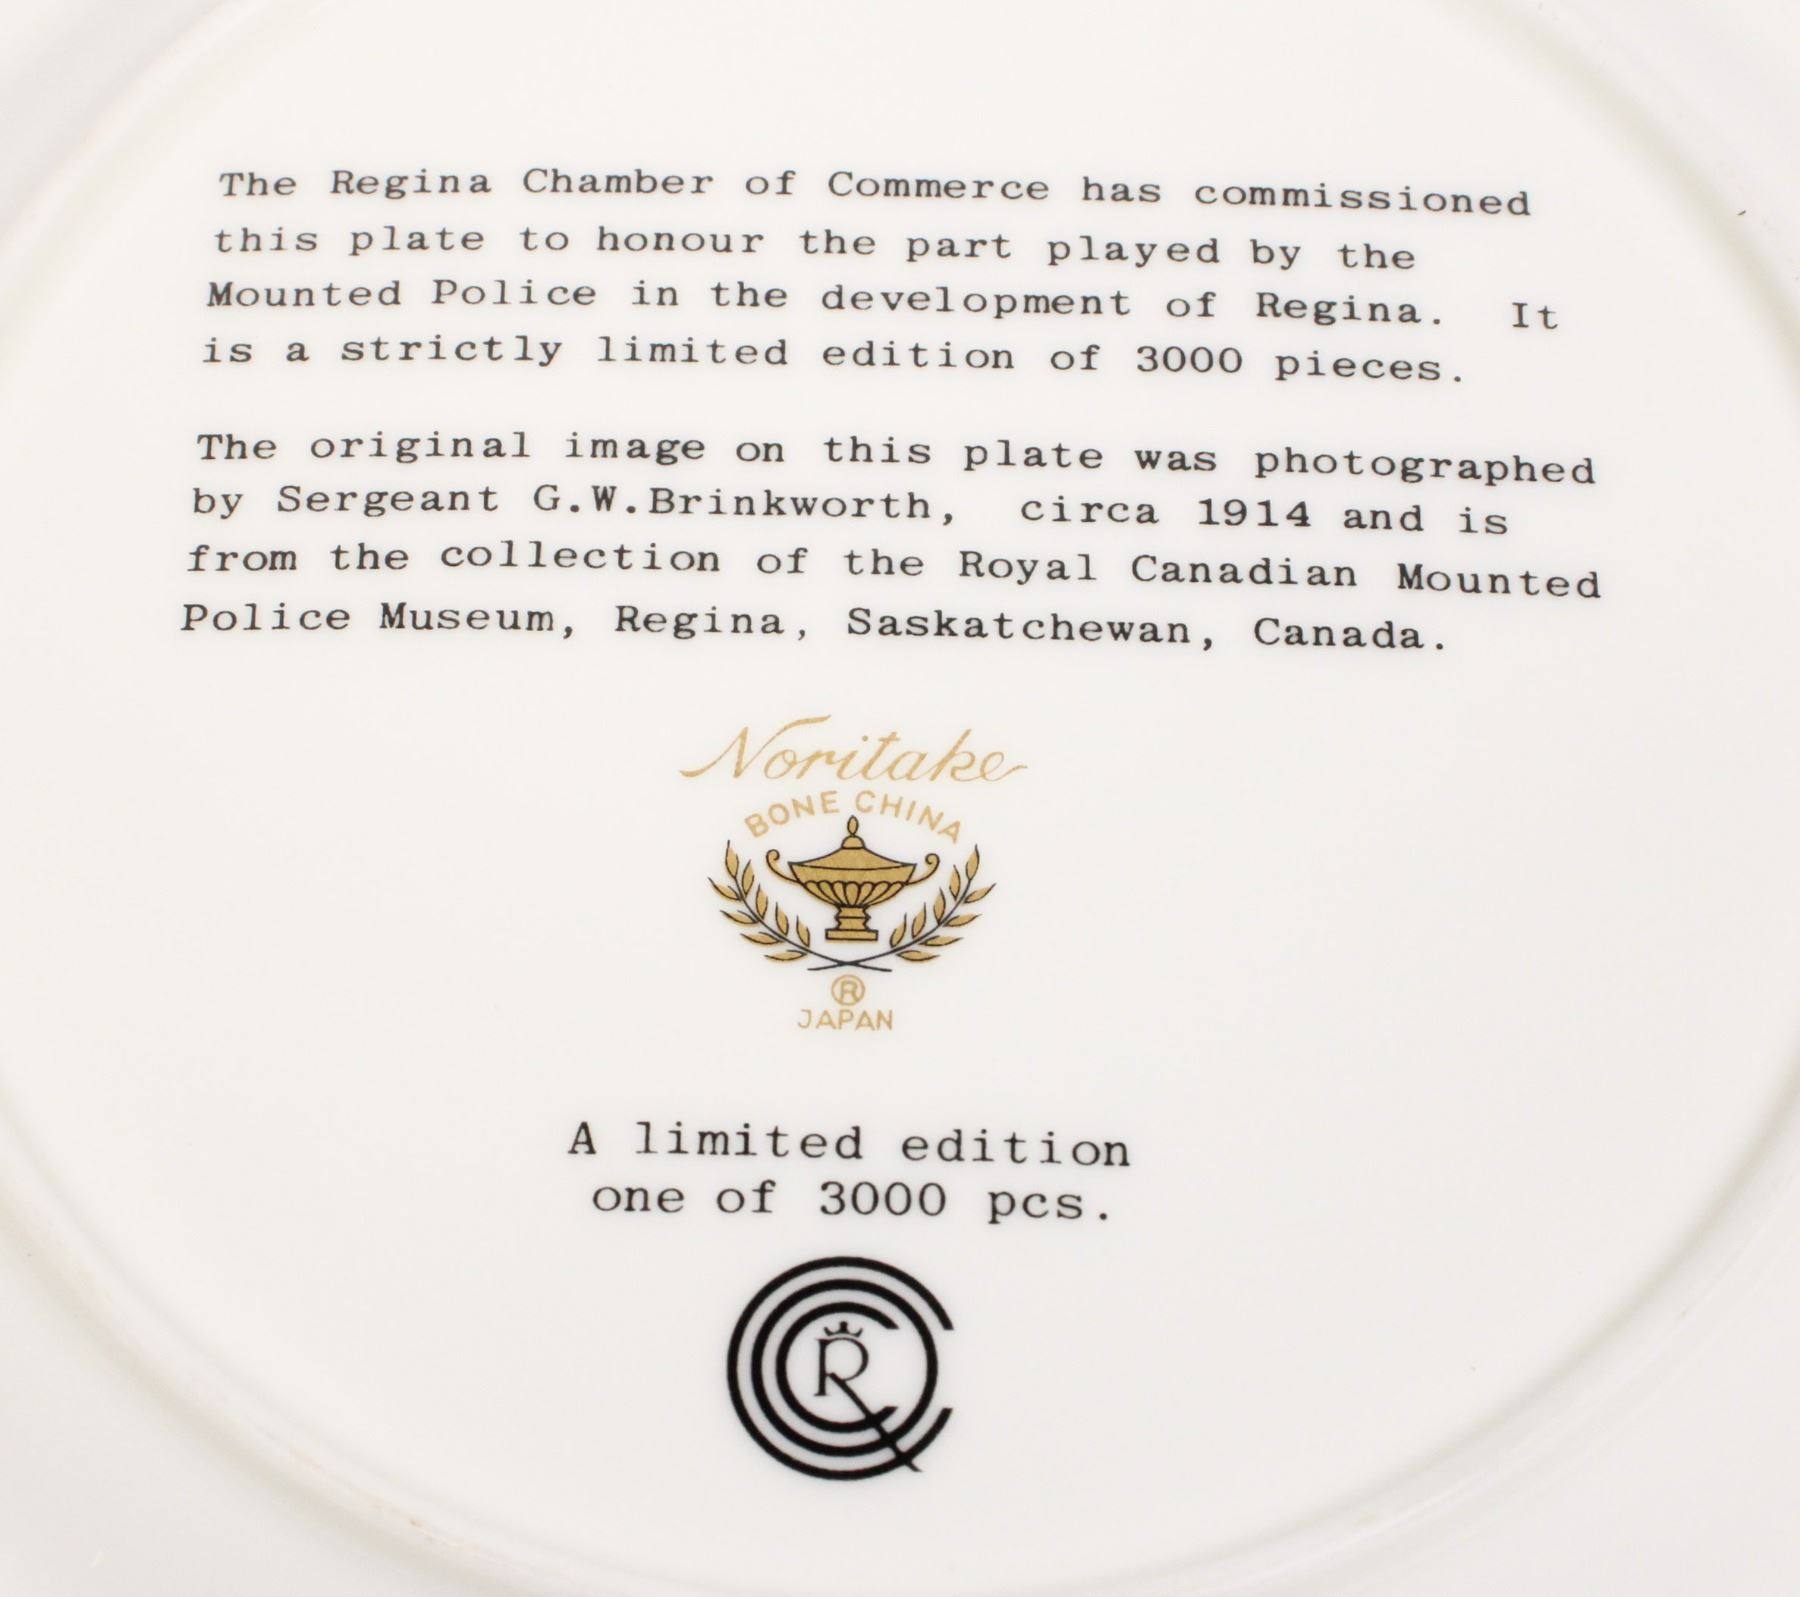 The Regina Chamber of Commerce has commissioned
this plate to honour the part played by the
Mounted Police in the development of Regina.  It
is a strictly limited edition of 3000 pieces.
The original image on this plate was photographed
by Sergeant G.W.Brinkworth,  circa 1914 and is
from the collection of the Royal Canadian Mounted
Police Museum, Regina, Saskatchewan, Canada.
Noritake
BONE CHINA
®
JAPAN
A limited edition
one of 3000 pcs.
CCCR